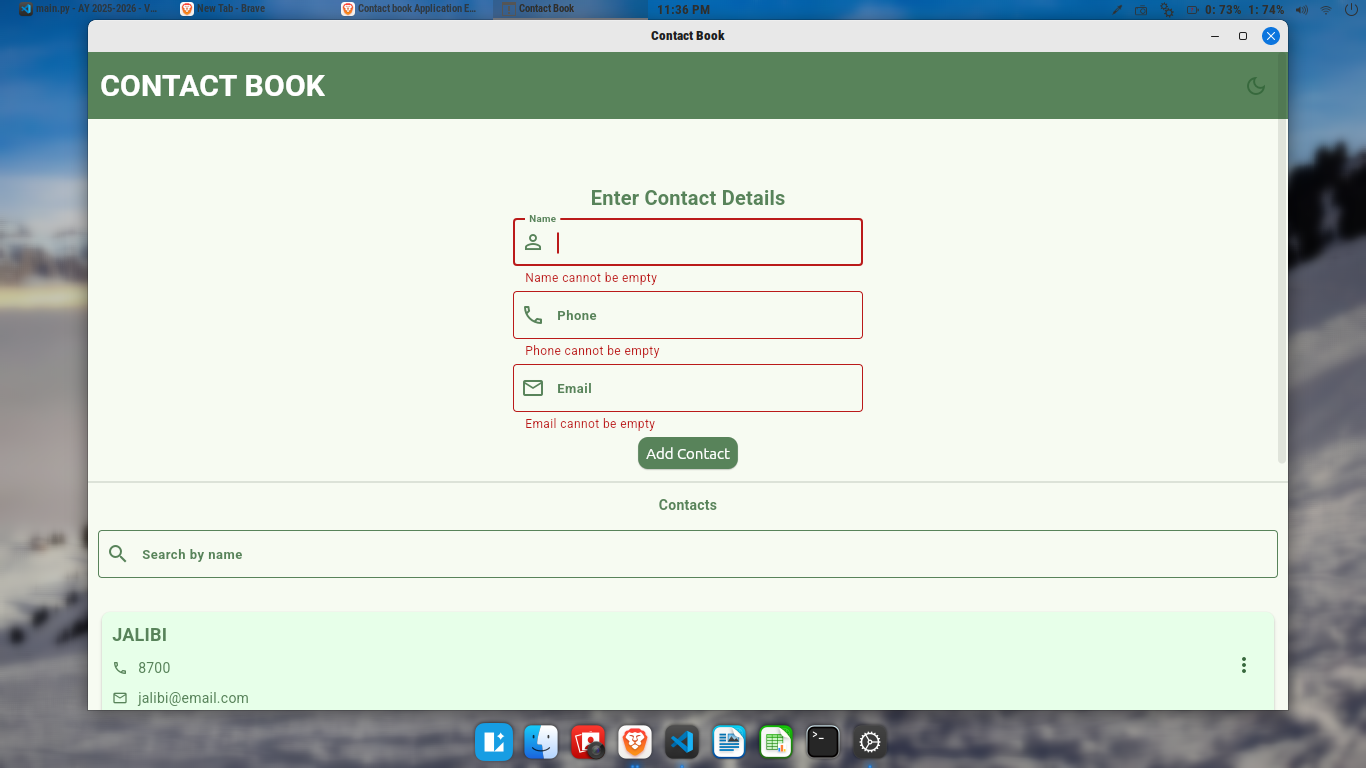 main.py - AY 2025-2026 - V...
New Tab - Brave
Contact book Application E...
Contact Book
11:36 PM
0: 73% 1: 74%
Contact Book
CONTACT BOOK
Enter Contact Details
Name
Name cannot be empty
Phone
Phone cannot be empty
Email
Email cannot be empty
Add Contact
Contacts
Search by name
JALIBI
8700
jalibi@email.com